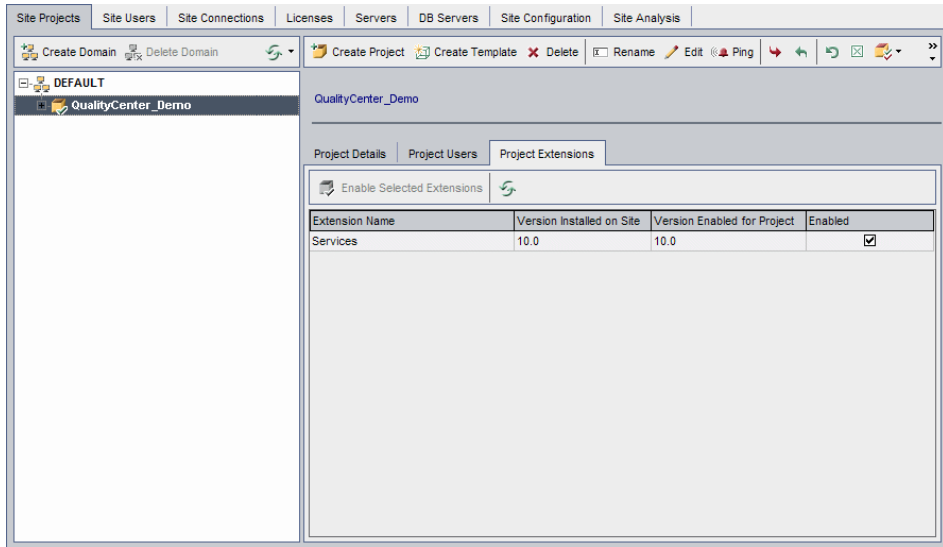 Site Projects Site Users Site Connections Licenses Servers DB Servers Site Configuration Site Analysis
Create Domain Delete Domain
Create Project Create Template Delete Rename Edit Ping
DEFAULT
QualityCenter_Demo
QualityCenter_Demo
Project Details Project Users Project Extensions
Enable Selected Extensions
Extension Name Version Installed on Site Version Enabled for Project Enabled
Services 10.0 10.0